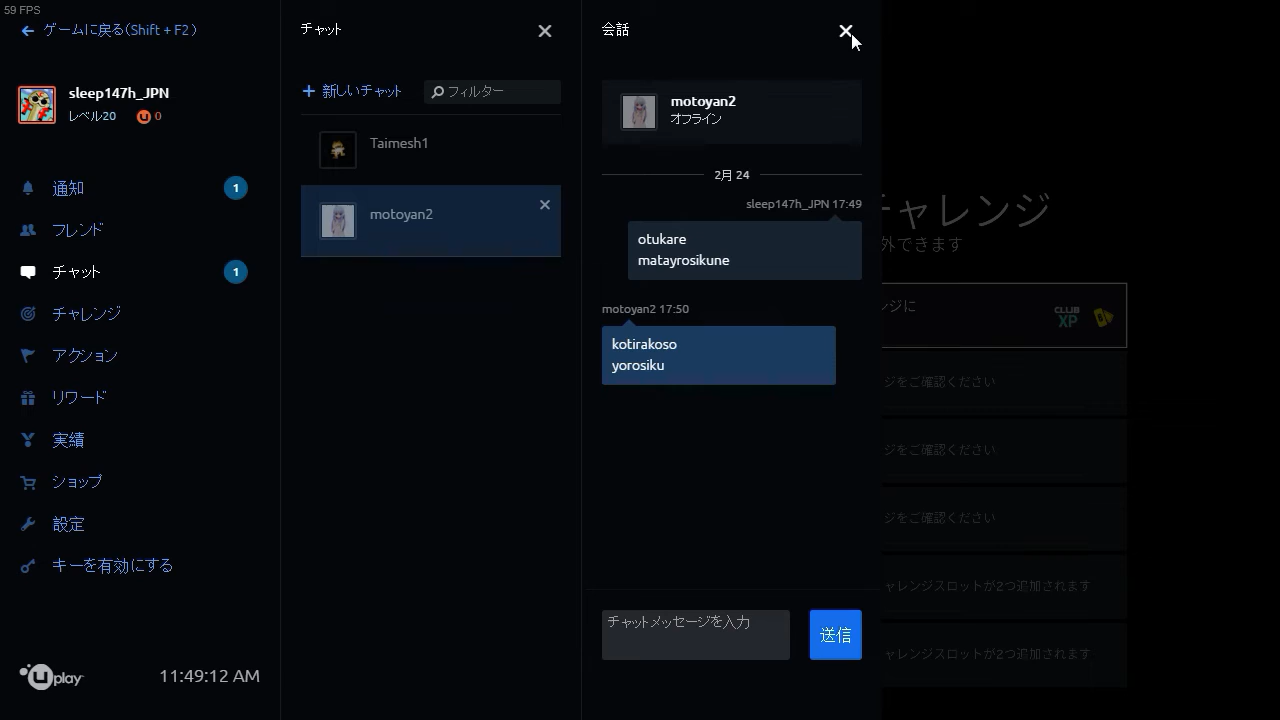 59 FPS
ゲームに戻る(Shift + F2)
sleep147h_JPN
レベル20 0
通知 1
フレンド
チャット 1
チャレンジ
アクション
リワード
実績
ショップ
設定
キーを有効にする
uplay
11:49:12 AM
チャット
新しいチャット
フィルター
Taimesh1
motoyan2
会話
motoyan2
オフライン
2月 24
sleep147h_JPN 17:49
otukare
matayrosikune
motoyan2 17:50
kotirakoso
yorosiku
チャットメッセージを入力
送信
チャレンジ
外できます
ンジに
CLUB
XP
ジをご確認ください
ジをご確認ください
ジをご確認ください
ャレンジスロットが2つ追加されます
ャレンジスロットが2つ追加されます